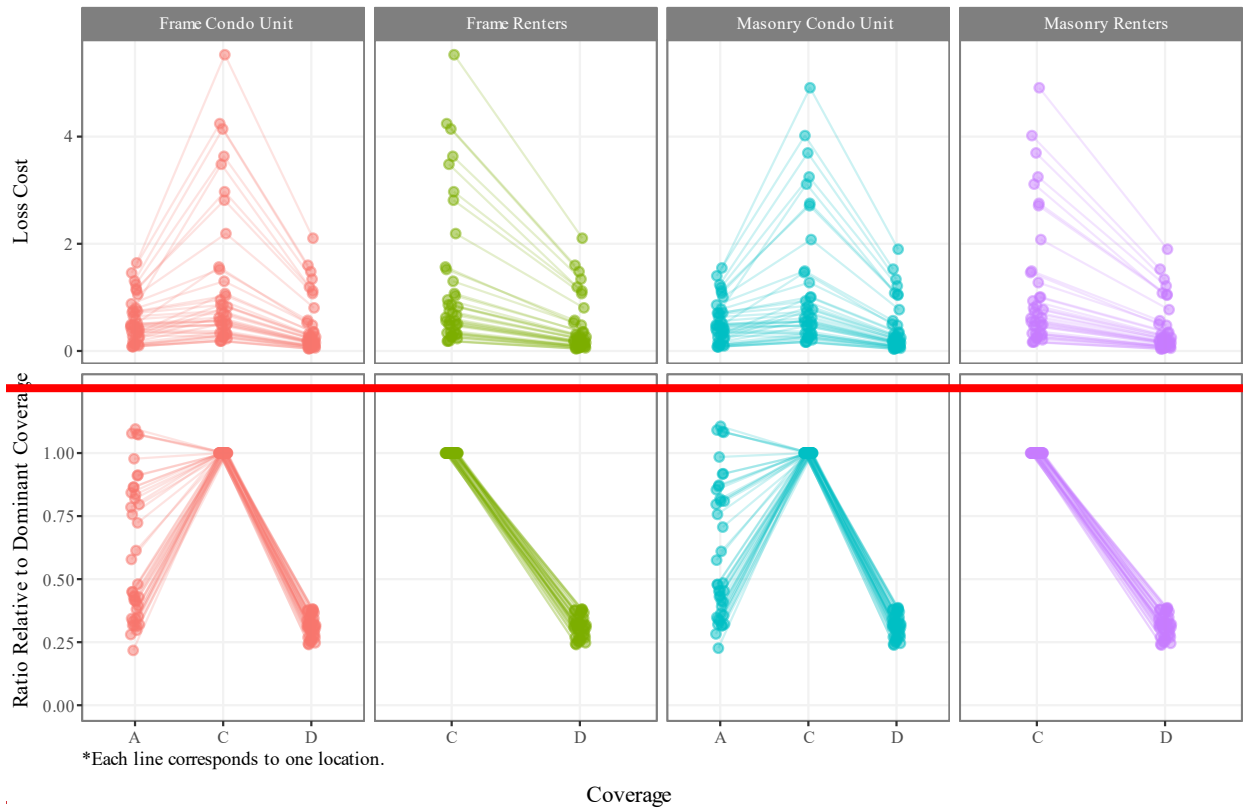 Frame Condo Unit
Frame Renters
Masonry Condo Unit
Masonry Renters
Loss Cost
4
2
0
Ratio Relative to Dominant Coverage
1.00
0.75
0.50
0.25
0.00
A C D
C D
A C D
C D
*Each line corresponds to one location.
Coverage